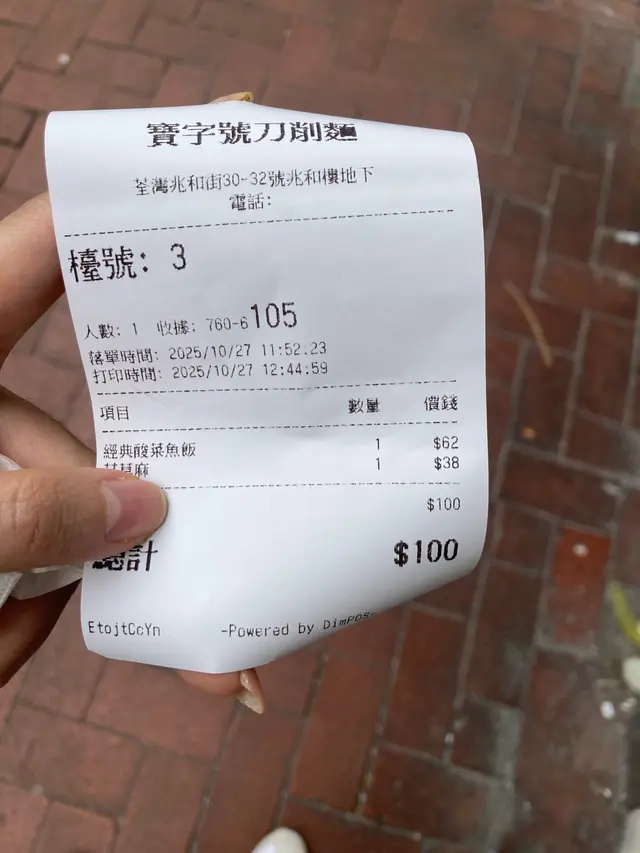 寶字號刀削麵
荃灣兆和街30-32號兆和樓地下
電話:
檯號: 3
人數: 1 收據: 760-6105
落單時間: 2025/10/27 11:52.23
打印時間: 2025/10/27 12:44:59
項目 數量 價錢
經典酸菜魚飯 1 $62
麻 1 $38
$100
總計 $100
EtojtCcYn -Powered by DimPOS-